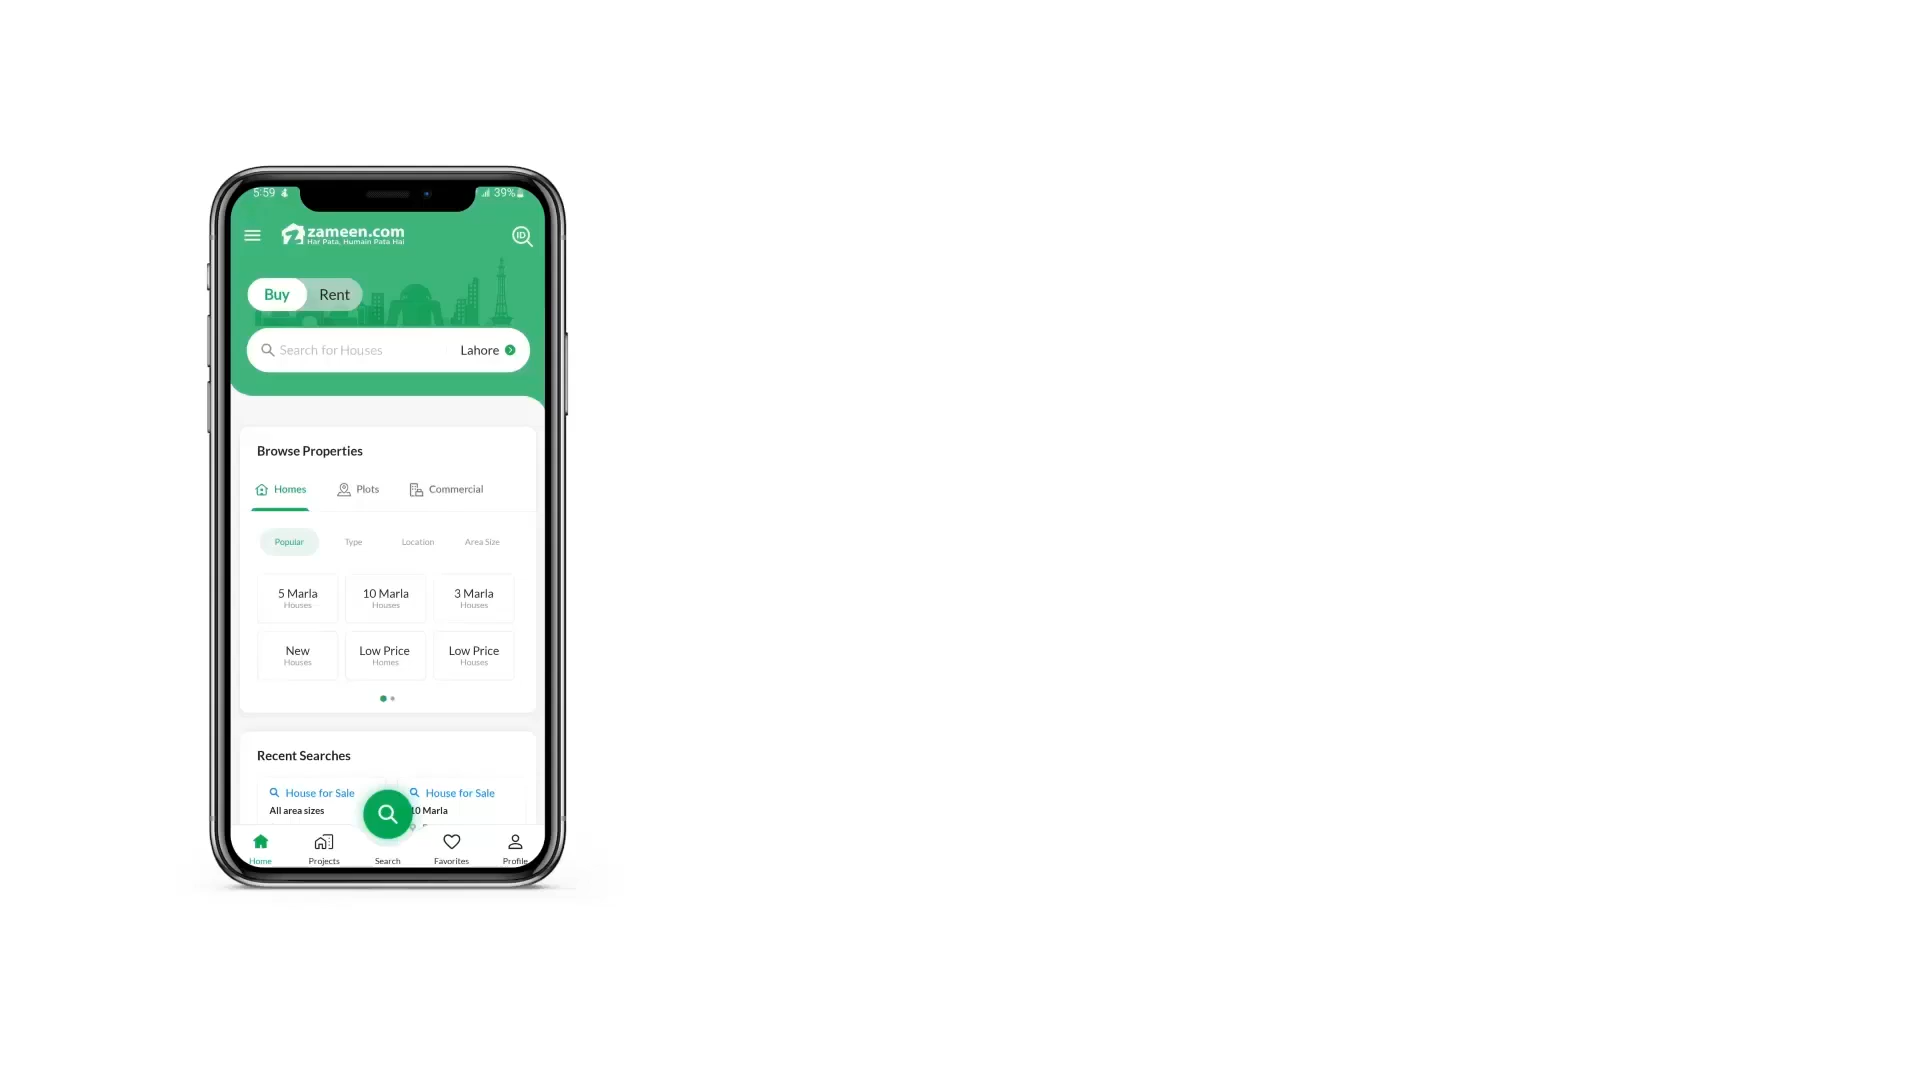 5:59
39%
zameen.com
Har Pata, Humain Pata Hai
Buy
Rent
Search for Houses
Lahore
Browse Properties
Homes
Plots
Commercial
Popular
Type
Location
Area Size
5 Marla
Houses
10 Marla
Houses
3 Marla
Houses
New
Houses
Low Price
Homes
Low Price
Houses
Recent Searches
House for Sale
All area sizes
House for Sale
10 Marla
Home
Projects
Search
Favorites
Profile